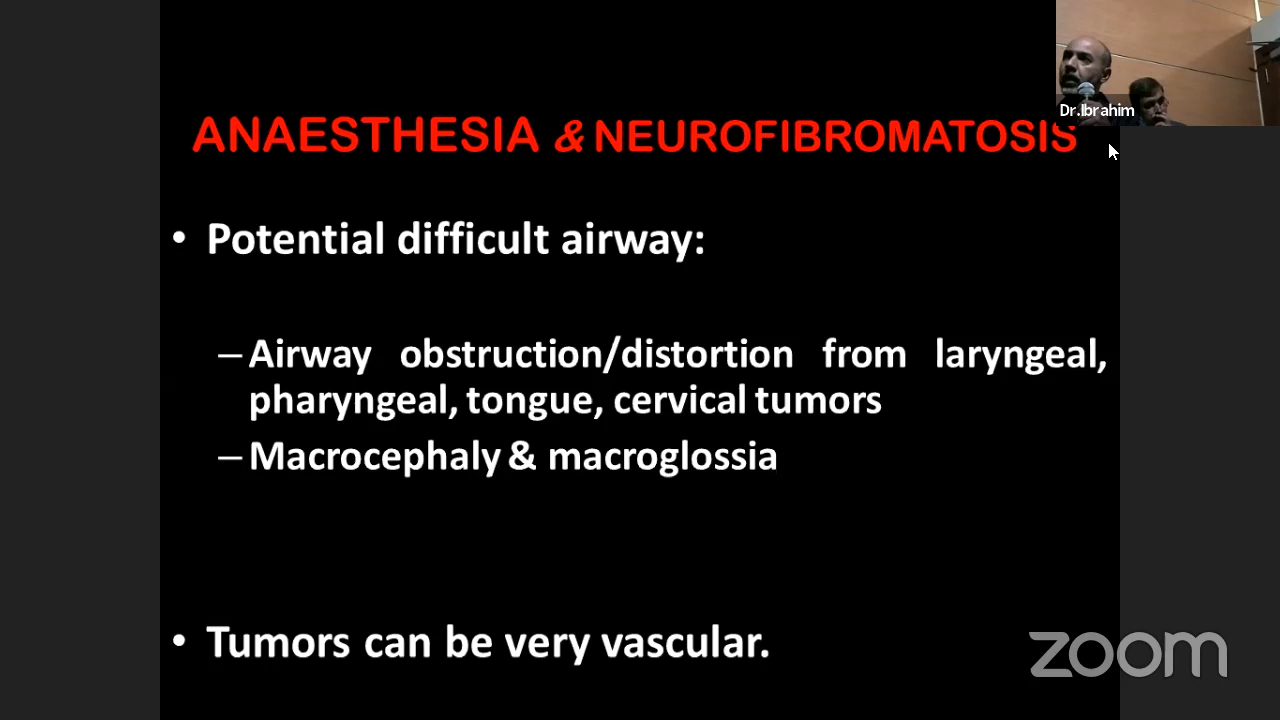 Dr.Ibrahim
ANAESTHESIA & NEUROFIBROMATOSIS
• Potential difficult airway:
– Airway obstruction/distortion from laryngeal,
pharyngeal, tongue, cervical tumors
– Macrocephaly & macroglossia
• Tumors can be very vascular.
zoom